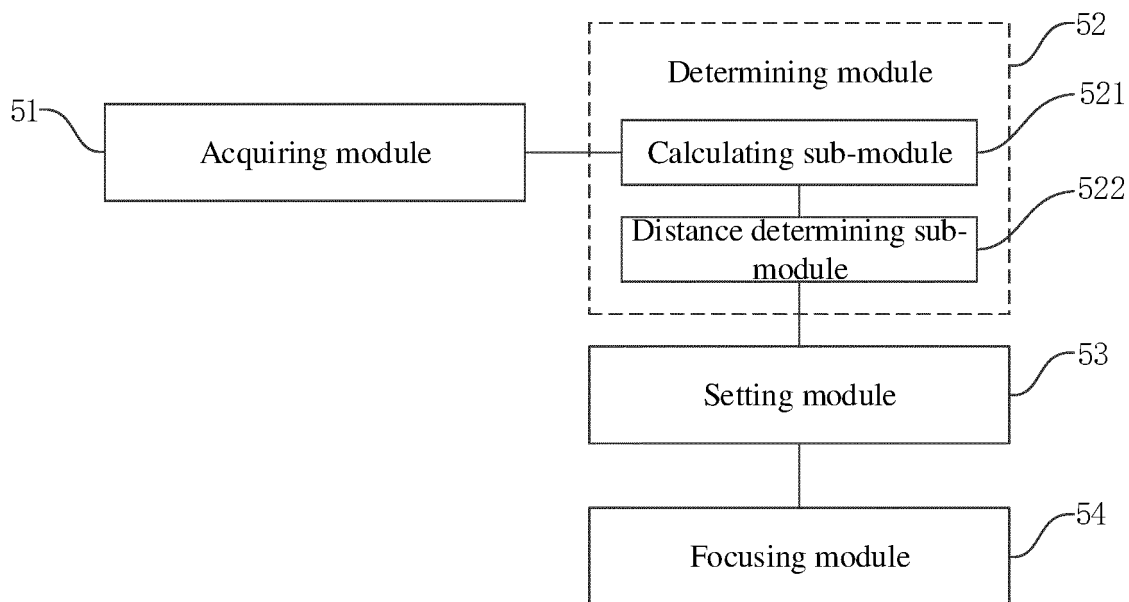 52
Determining module
521
51
Acquiring module
Calculating sub-module
522
Distance determining sub-
module
53
Setting module
54
Focusing module